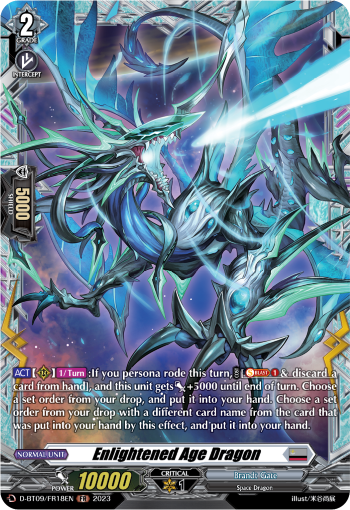 2
GRADE
INTERCEPT
5000
SHIELD
ACT 1/Turn :If you persona rode this turn, BLAST 1 & discard a
card from hand], and this unit gets +5000 until end of turn. Choose
a set order from your drop, and put it into your hand. Choose a set
order from your drop with a different card name from the card that
was put into your hand by this effect, and put it into your hand.
NORMAL UNIT
Enlightened Age Dragon
POWER 10000
CRITICAL
1
Brandt Gate
Space Dragon
D-BT09/FR18EN FR 2023
illust/米谷尚展